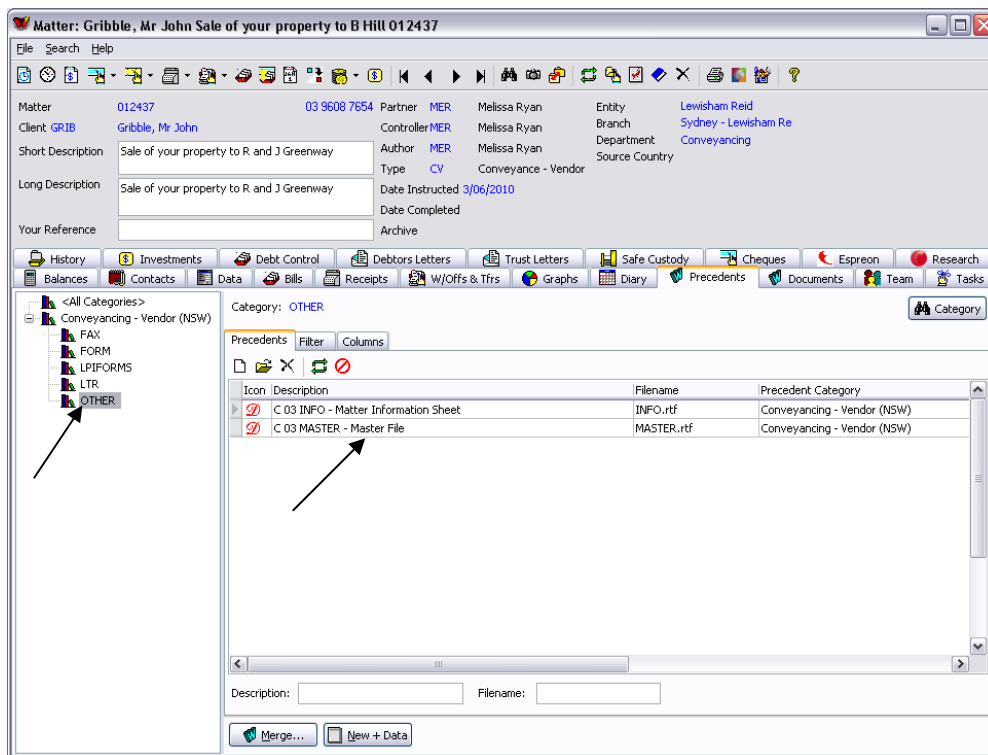 Matter: Gribble, Mr John Sale of your property to B Hill 012437
File Search Help
Matter 012437 03 9608 7654 Partner MER Melissa Ryan Entity Lewisham Reid
Client GRIB Gribble, Mr John Controller MER Melissa Ryan Branch Sydney - Lewisham Re
Short Description Sale of your property to R and J Greenway Author MER Melissa Ryan Department Conveyancing
Type CV Conveyance - Vendor Source Country
Long Description Sale of your property to R and J Greenway Date Instructed 3/06/2010
Date Completed
Your Reference Archive
History Investments Debt Control Debtors Letters Trust Letters Safe Custody Cheques Espreon Research
Balances Contacts Data Bills Receipts W/Offs & Tfrs Graphs Diary Precedents Documents Team Tasks
<All Categories>
Conveyancing - Vendor (NSW)
FAX
FORM
LPIFORMS
LTR
OTHER
Category: OTHER Category
Precedents Filter Columns
Icon Description Filename Precedent Category
C 03 INFO - Matter Information Sheet INFO.rtf Conveyancing - Vendor (NSW)
C 03 MASTER - Master File MASTER.rtf Conveyancing - Vendor (NSW)
Description: Filename:
Merge... New + Data